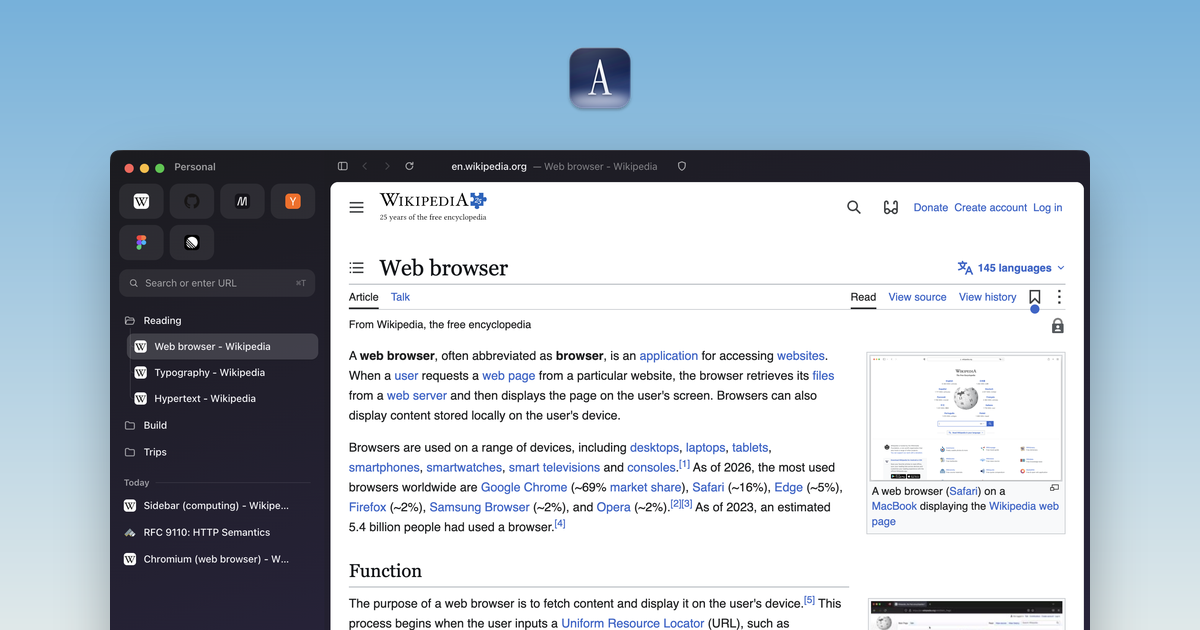 A
Personal
en.wikipedia.org — Web browser - Wikipedia
W M Y
Search or enter URL ⌘T
Reading
W Web browser - Wikipedia
W Typography - Wikipedia
W Hypertext - Wikipedia
Build
Trips
Today
W Sidebar (computing) - Wikipe...
RFC 9110: HTTP Semantics
W Chromium (web browser) - W...
WIKIPEDIA 25
25 years of the free encyclopedia
Donate Create account Log in
Web browser
145 languages
Article Talk
Read View source View history
From Wikipedia, the free encyclopedia
A web browser, often abbreviated as browser, is an application for accessing websites.
When a user requests a web page from a particular website, the browser retrieves its files
from a web server and then displays the page on the user's screen. Browsers can also
display content stored locally on the user's device.
Browsers are used on a range of devices, including desktops, laptops, tablets,
smartphones, smartwatches, smart televisions and consoles.[1] As of 2026, the most used
browsers worldwide are Google Chrome (~69% market share), Safari (~16%), Edge (~5%),
Firefox (~2%), Samsung Browser (~2%), and Opera (~2%).[2][3] As of 2023, an estimated
5.4 billion people had used a browser.[4]
WIKIPEDIA
A web browser (Safari) on a
MacBook displaying the Wikipedia web
page
Function
The purpose of a web browser is to fetch content and display it on the user's device.[5] This
process begins when the user inputs a Uniform Resource Locator (URL), such as